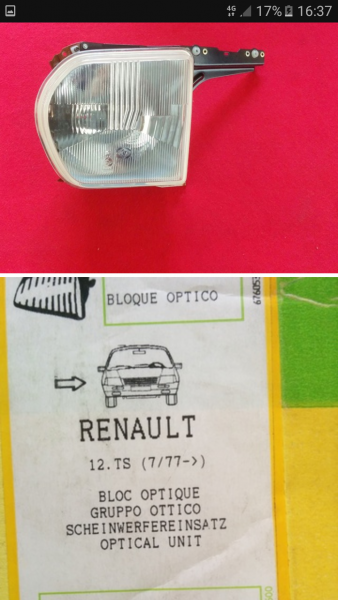 4G
17%
16:37
BLOQUE OPTICO
RENAULT
12.TS (7/77->)
BLOC OPTIQUE
GRUPPO OTTICO
SCHEINWERFEREINSATZ
OPTICAL UNIT